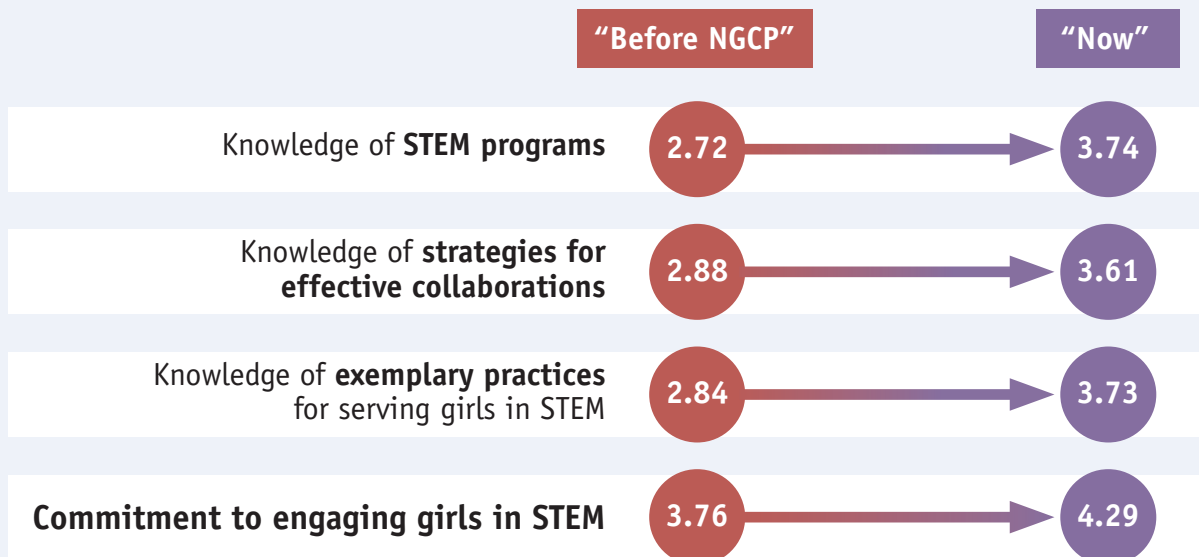 “Before NGCP” “Now”
Knowledge of STEM programs 2.72 3.74
Knowledge of strategies for
effective collaborations 2.88 3.61
Knowledge of exemplary practices
for serving girls in STEM 2.84 3.73
Commitment to engaging girls in STEM 3.76 4.29